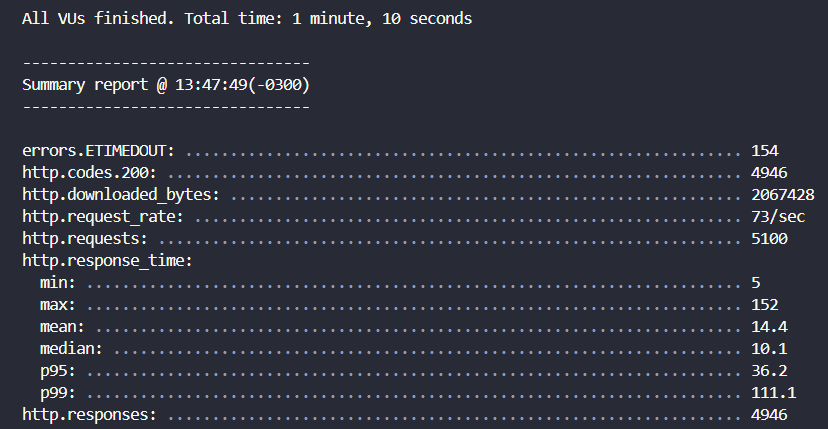 All VUs finished. Total time: 1 minute, 10 seconds
--------------------------------
Summary report @ 13:47:49(-0300)
--------------------------------
errors.ETIMEDOUT: .............................................................. 154
http.codes.200: ................................................................ 4946
http.downloaded_bytes: ......................................................... 2067428
http.request_rate: ............................................................. 73/sec
http.requests: ................................................................. 5100
http.response_time:
  min: ......................................................................... 5
  max: ......................................................................... 152
  mean: ........................................................................ 14.4
  median: ...................................................................... 10.1
  p95: ......................................................................... 36.2
  p99: ......................................................................... 111.1
http.responses: ................................................................ 4946